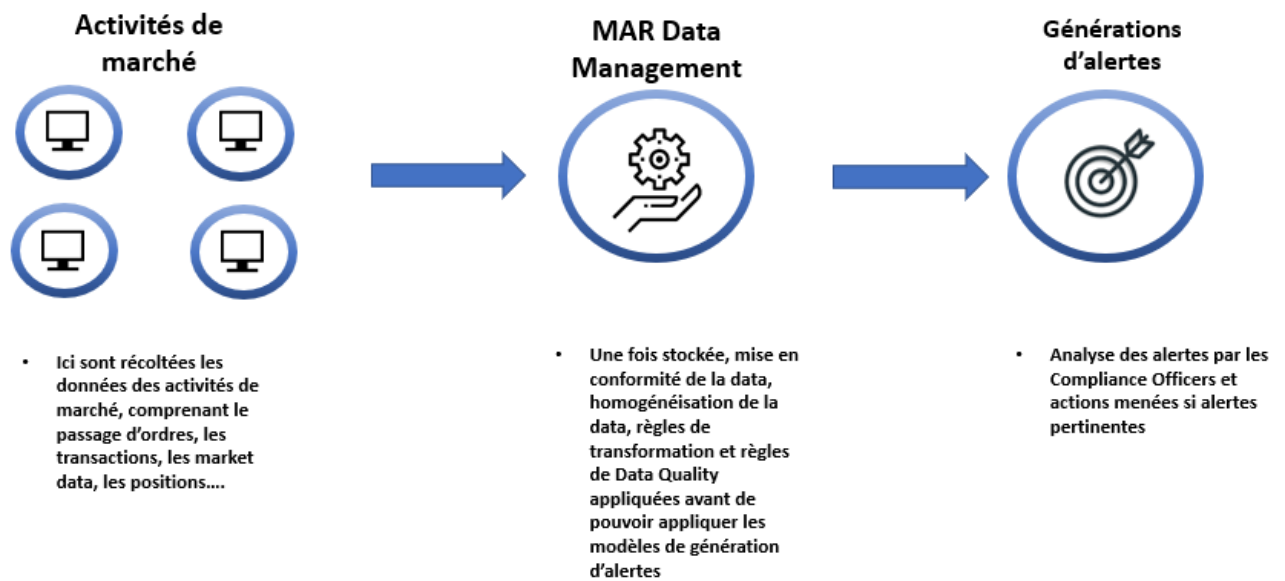 Activités de
marché
MAR Data
Management
Générations
d'alertes
• Ici sont récoltées les
données des activités de
marché, comprenant le
passage d'ordres, les
transactions, les market
data, les positions....
• Une fois stockée, mise en
conformité de la data,
homogénéisation de la
data, règles de
transformation et règles
de Data Quality
appliquées avant de
pouvoir appliquer les
modèles de génération
d'alertes
• Analyse des alertes par les
Compliance Officers et
actions menées si alertes
pertinentes